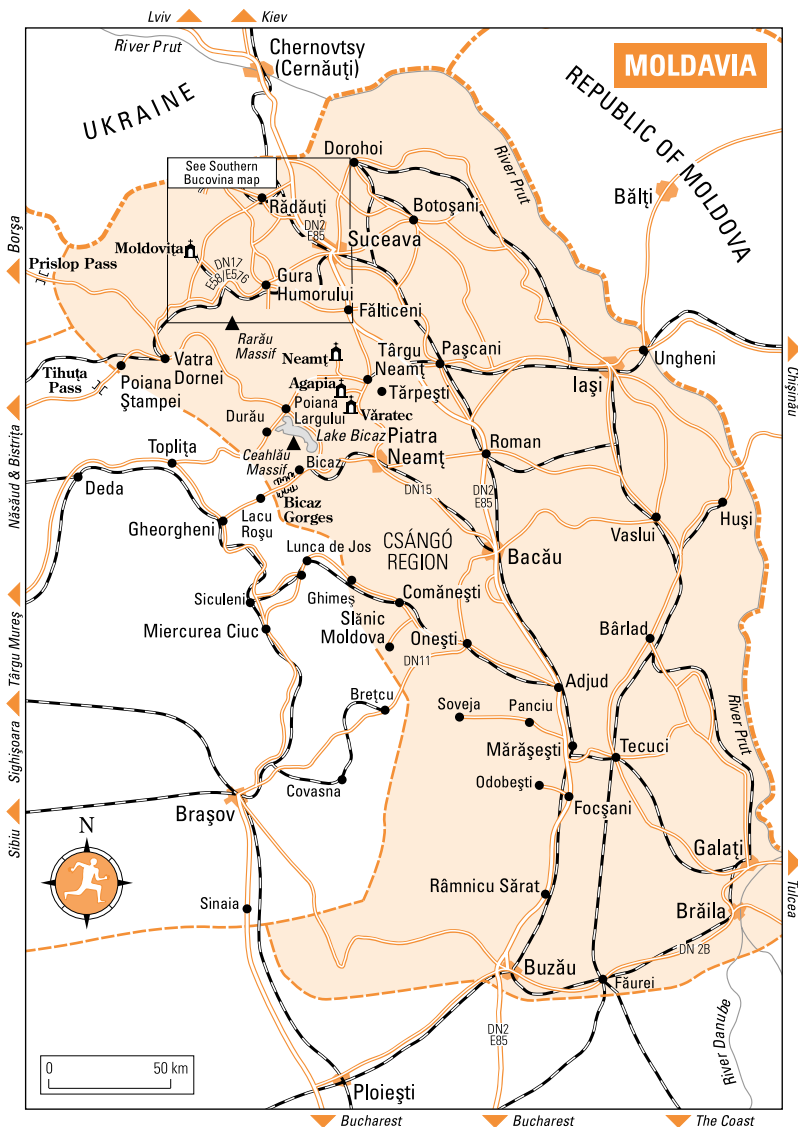 Lviv
Kiev
River Prut
Chernovtsy
(Cernăuţi)
MOLDAVIA
UKRAINE
REPUBLIC OF MOLDOVA
River Prut
Dorohoi
See Southern
Bucovina map
Rădăuţi
Botoşani
Bălţi
DN2
E85
Suceava
Borşa
Moldoviţa
Prislop Pass
DN17
E58/E576
Gura
Humorului
Fălticeni
Rarău
Massif
Neamţ
Târgu
Neamţ
Paşcani
Ungheni
Chişinău
Vatra
Dornei
Tihuţa
Pass
Poiana
Ştampei
Agapia
Tărpeşti
Iaşi
Văratec
Durău
Poiana
Largului
Lake Bicaz
Piatra
Neamţ
Roman
Topliţa
Ceahlău
Massif
Bicaz
Năsăud & Bistriţa
Deda
DN15
DN2
E85
Bicaz
Gorges
Lacu
Roşu
Gheorgheni
Huşi
Vaslui
CSÁNGÓ
REGION
Bacău
Lunca de Jos
Ghimeş
Comăneşti
Siculeni
Slănic
Moldova
Târgu Mureş
Miercurea Ciuc
Oneşti
Bârlad
DN11
Adjud
Breţcu
Soveja
Panciu
River Prut
Sighişoara
Mărăşeşti
Tecuci
Covasna
Odobeşti
Focşani
Braşov
Sibiu
N
Galaţi
Tulcea
Râmnicu Sărat
Sinaia
Brăila
DN 2B
Buzău
Făurei
DN2
E85
River Danube
0
50 km
Ploieşti
Bucharest
Bucharest
The Coast